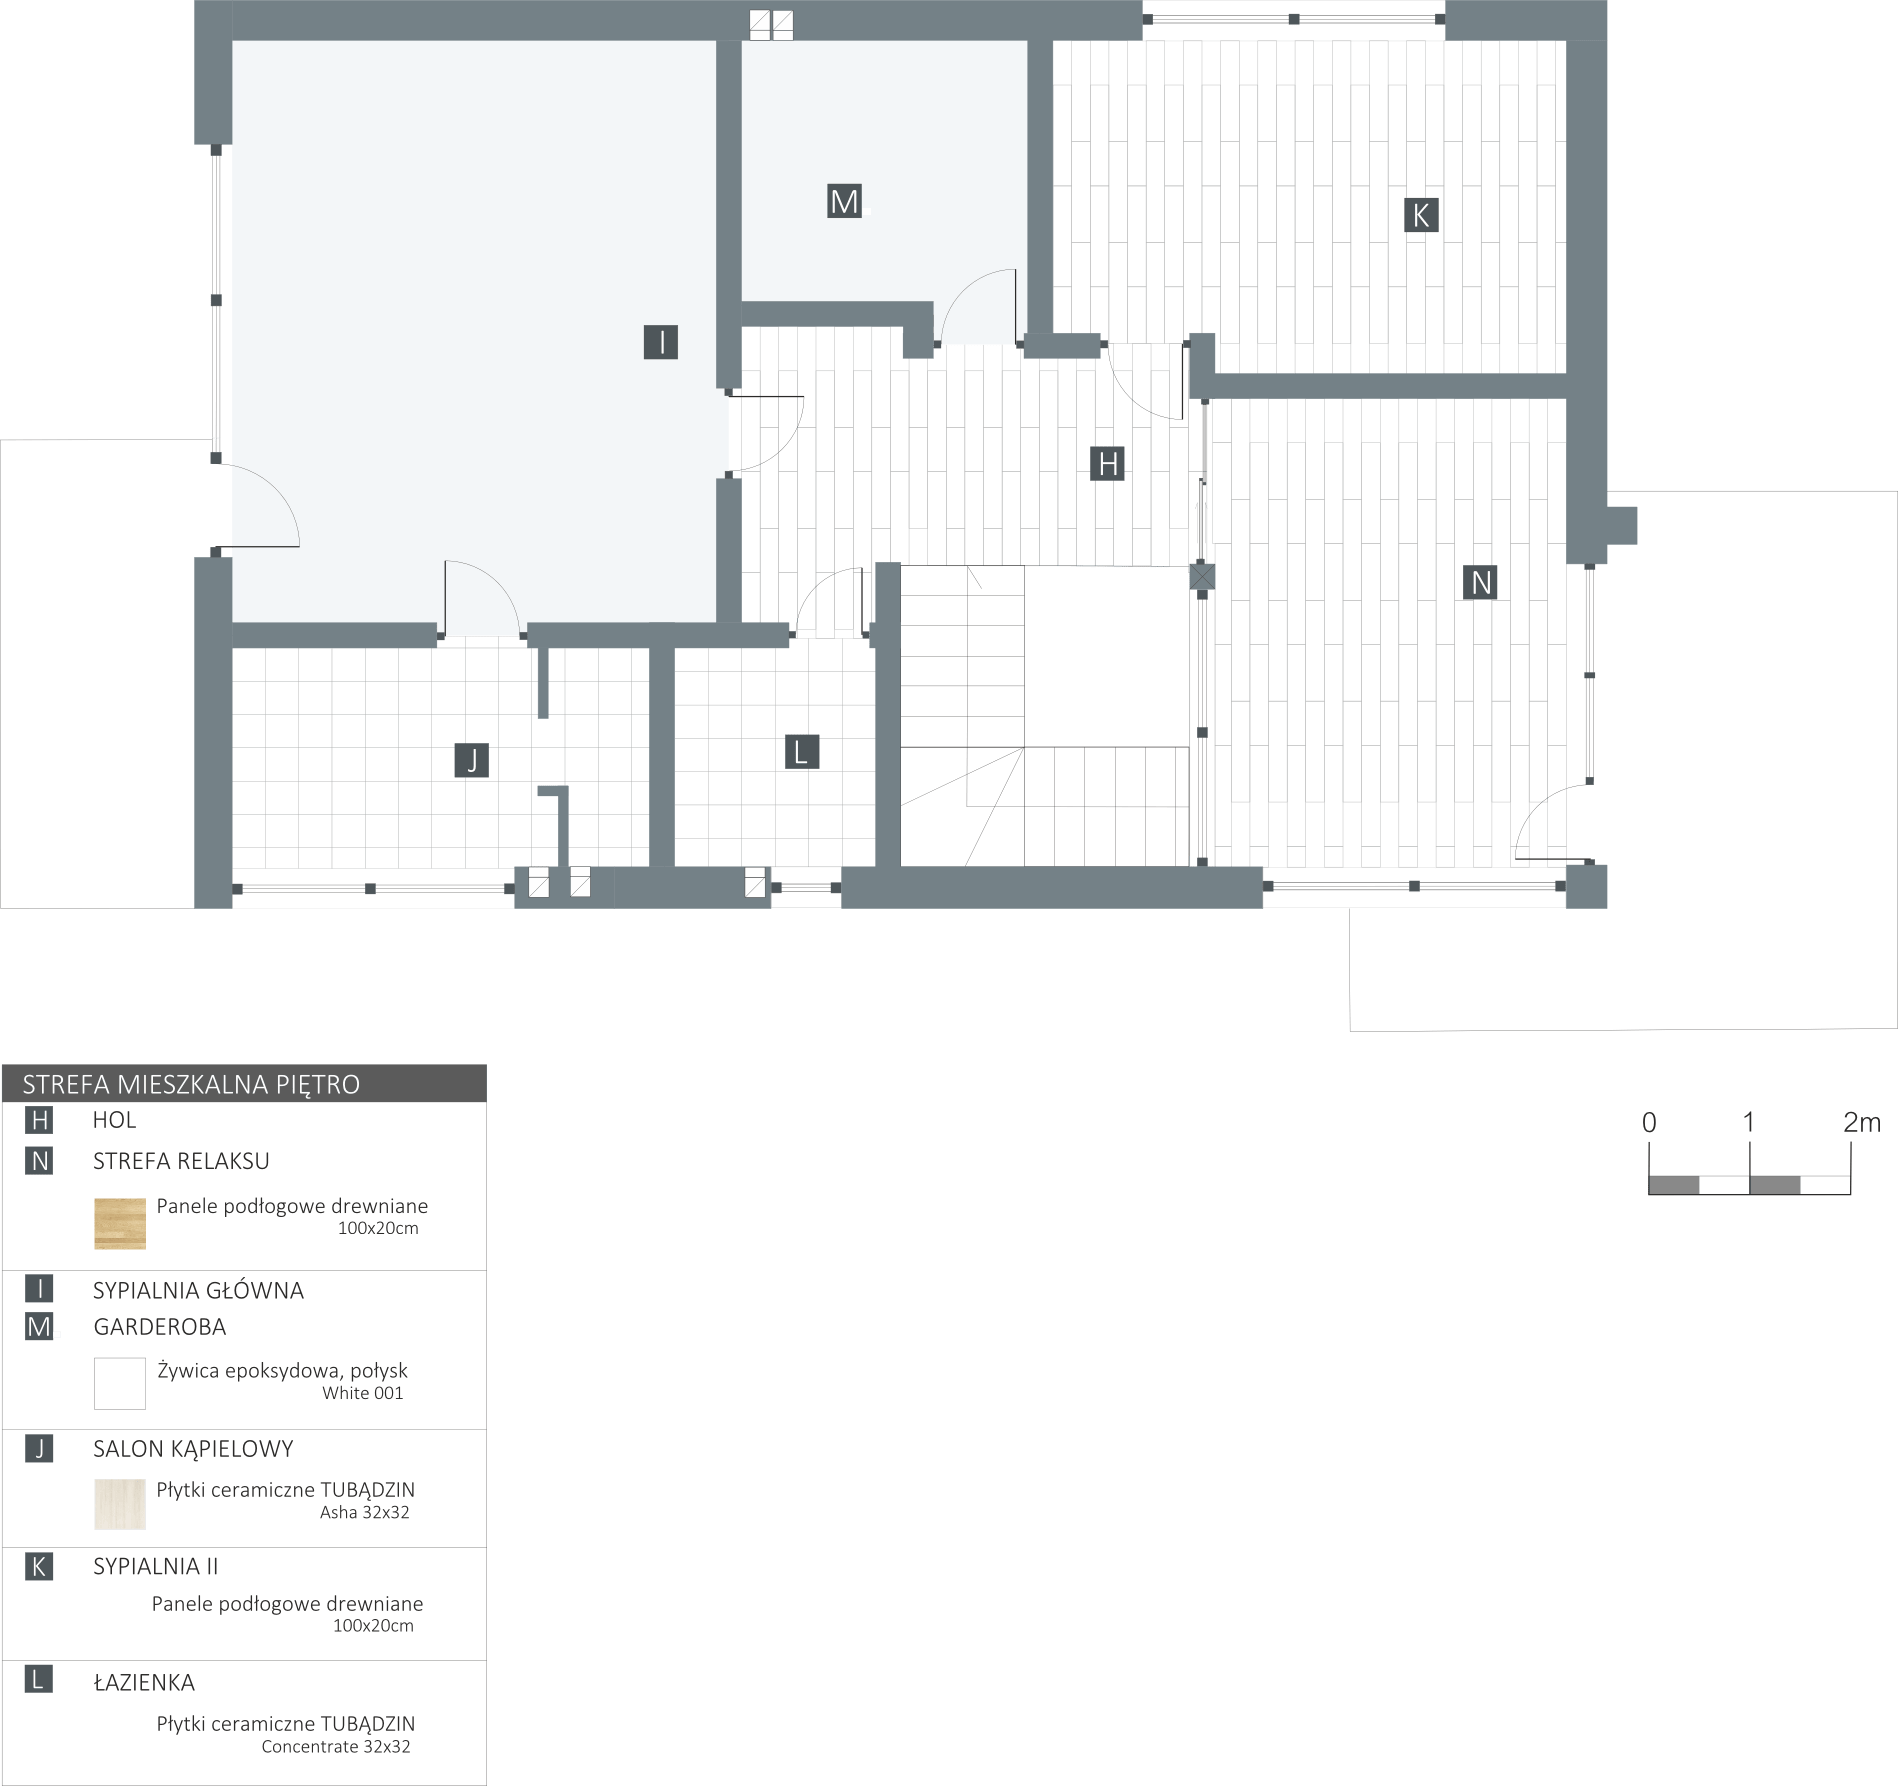 M
K
I
H
N
J
L
STREFA MIESZKALNA PIĘTRO
H HOL
N STREFA RELAKSU
Panele podłogowe drewniane
100x20cm
I SYPIALNIA GŁÓWNA
M GARDEROBA
Żywica epoksydowa, połysk
White 001
J SALON KĄPIELOWY
Płytki ceramiczne TUBĄDZIN
Asha 32x32
K SYPIALNIA II
Panele podłogowe drewniane
100x20cm
L ŁAZIENKA
Płytki ceramiczne TUBĄDZIN
Concentrate 32x32
0 1 2m